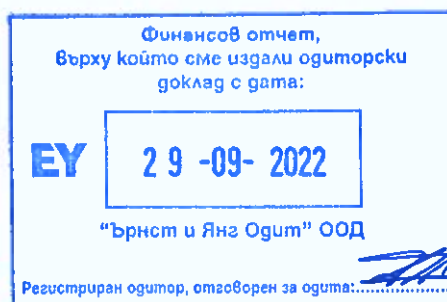 Финансов отчет,
върху който сме издали одиторски
доклад с дата:
EY
29 -09- 2022
"Ърнст и Янг Одит" ООД
Регистриран одитор, отговорен за одита: